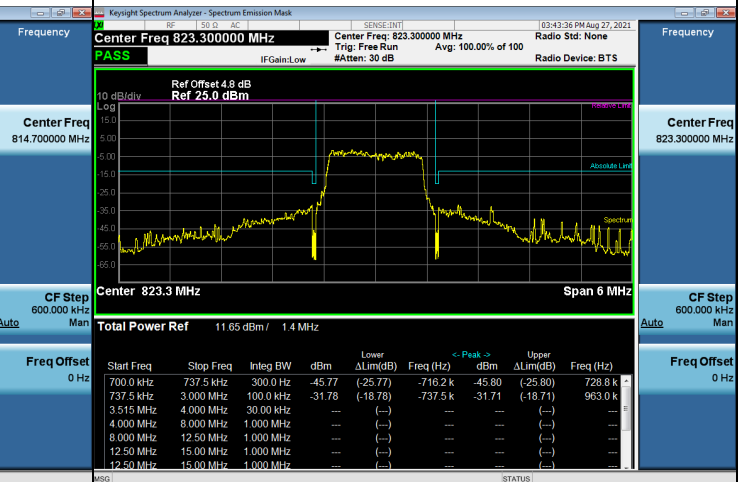 Keysight Spectrum Analyzer - Spectrum Emission Mask
RF 50 Ω AC SENSE:INT 03:43:36 PM Aug 27, 2021
Center Freq 823.300000 MHz
Center Freq: 823.300000 MHz
Radio Std: None
Trig: Free Run Avg: 100.00% of 100
PASS
IFGain:Low
#Atten: 30 dB
Radio Device: BTS
Ref Offset 4.8 dB
10 dB/div Ref 25.0 dBm
Log
Relative Limit
15.0
5.00
-5.00
Absolute Limit
-15.0
-25.0
-35.0
Spectrum
-45.0
-55.0
-65.0
Center 823.3 MHz Span 6 MHz
Total Power Ref 11.65 dBm / 1.4 MHz
Lower <- Peak -> Upper
Start Freq Stop Freq Integ BW dBm ΔLim(dB) Freq (Hz) dBm ΔLim(dB) Freq (Hz)
700.0 kHz 737.5 kHz 300.0 Hz -45.77 (-25.77) -716.2 k -45.80 (-25.80) 728.8 k
737.5 kHz 3.000 MHz 100.0 kHz -31.78 (-18.78) -737.5 k -31.71 (-18.71) 963.0 k
3.515 MHz 4.000 MHz 30.00 kHz --- (---) --- --- (---) ---
4.000 MHz 8.000 MHz 1.000 MHz --- (---) --- --- (---) ---
8.000 MHz 12.50 MHz 1.000 MHz --- (---) --- --- (---) ---
12.50 MHz 15.00 MHz 1.000 MHz --- (---) --- --- (---) ---
12.50 MHz 15.00 MHz 1.000 MHz --- (---) --- --- (---) ---
MSG STATUS
Frequency
Center Freq
814.700000 MHz
CF Step
600.000 kHz
Auto Man
Freq Offset
0 Hz
Frequency
Center Freq
823.300000 MHz
CF Step
600.000 kHz
Auto Man
Freq Offset
0 Hz